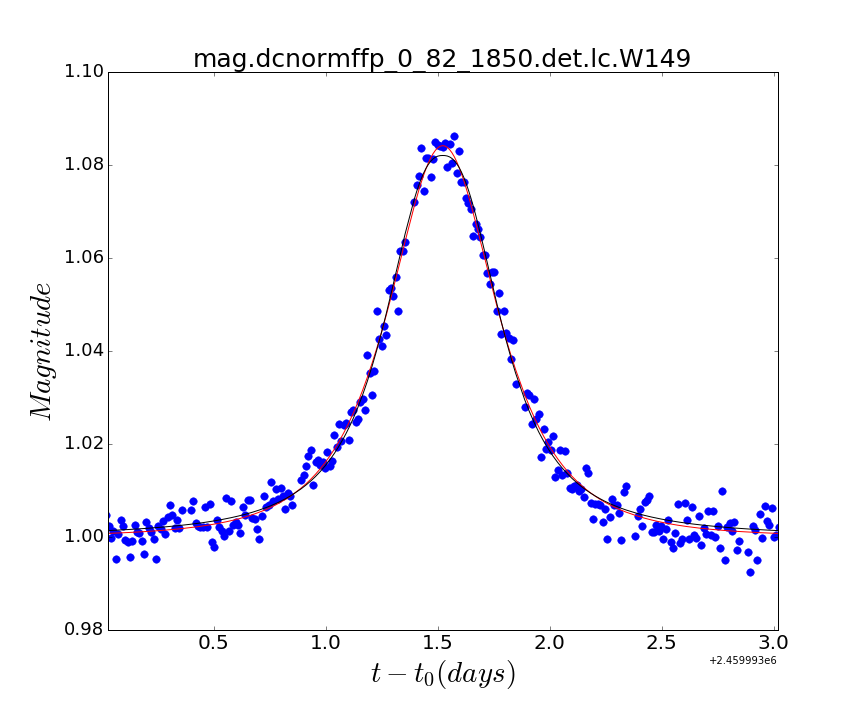 mag.dcnormffp_0_82_1850.det.lc.W149
1.10
1.08
1.06
1.04
1.02
1.00
0.98
Magnitude
0.5 1.0 1.5 2.0 2.5 3.0
+2.459993e6
t − t₀(days)